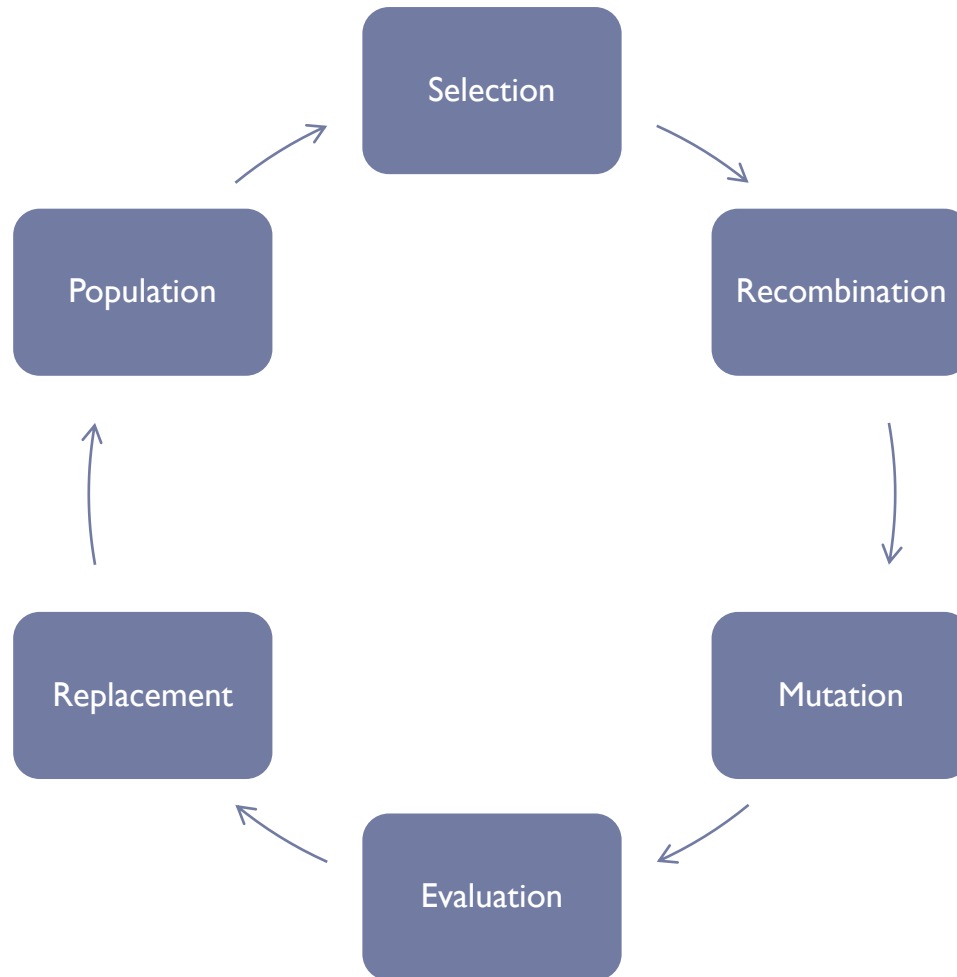 Selection
Population
Recombination
Replacement
Mutation
Evaluation